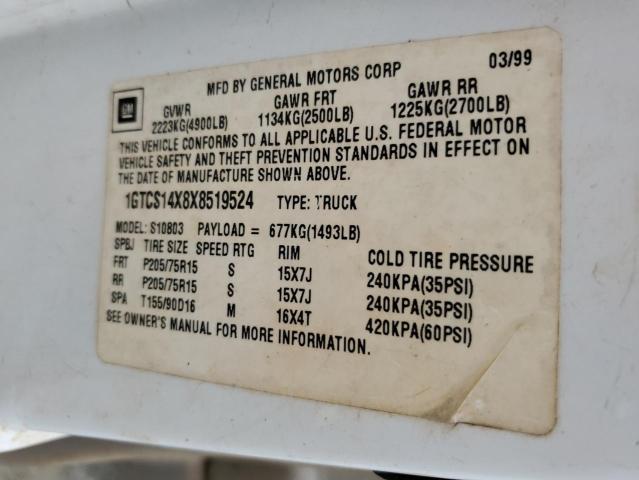 MFD BY GENERAL MOTORS CORP 03/99
GM
GVWR GAWR FRT GAWR RR
2223KG(4900LB) 1134KG(2500LB) 1225KG(2700LB)
THIS VEHICLE CONFORMS TO ALL APPLICABLE U.S. FEDERAL MOTOR
VEHICLE SAFETY AND THEFT PREVENTION STANDARDS IN EFFECT ON
THE DATE OF MANUFACTURE SHOWN ABOVE.
1GTCS14X8X8519524 TYPE: TRUCK
MODEL: S10803 PAYLOAD = 677KG(1493LB)
SPBJ TIRE SIZE SPEED RTG RIM COLD TIRE PRESSURE
FRT P205/75R15 S 15X7J 240KPA(35PSI)
RR P205/75R15 S 15X7J 240KPA(35PSI)
SPA T155/90D16 M 16X4T 420KPA(60PSI)
SEE OWNER'S MANUAL FOR MORE INFORMATION.